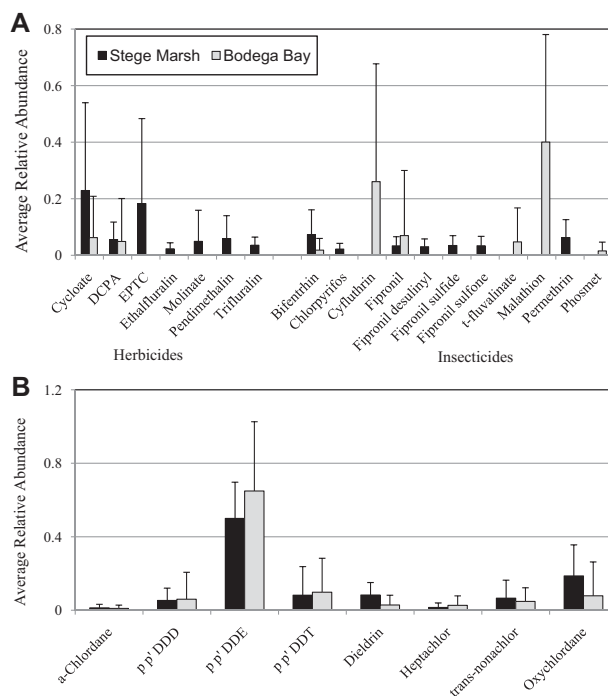 A
0.8
0.6
0.4
0.2
0
Average Relative Abundance
Stege Marsh
Bodega Bay
Cycloate
DCPA
EPTC
Ethalfluralin
Molinate
Pendimethalin
Trifluralin
Bifentrhin
Chlorpyrifos
Cyfluthrin
Fipronil
Fipronil desulinyl
Fipronil sulfide
Fipronil sulfone
t-fluvalinate
Malathion
Permethrin
Phosmet
Herbicides
Insecticides
B
1.2
0.8
0.4
0
Average Relative Abundance
a-Chlordane
p p' DDD
p p' DDE
p p' DDT
Dieldrin
Heptachlor
trans-nonachlor
Oxychlordane